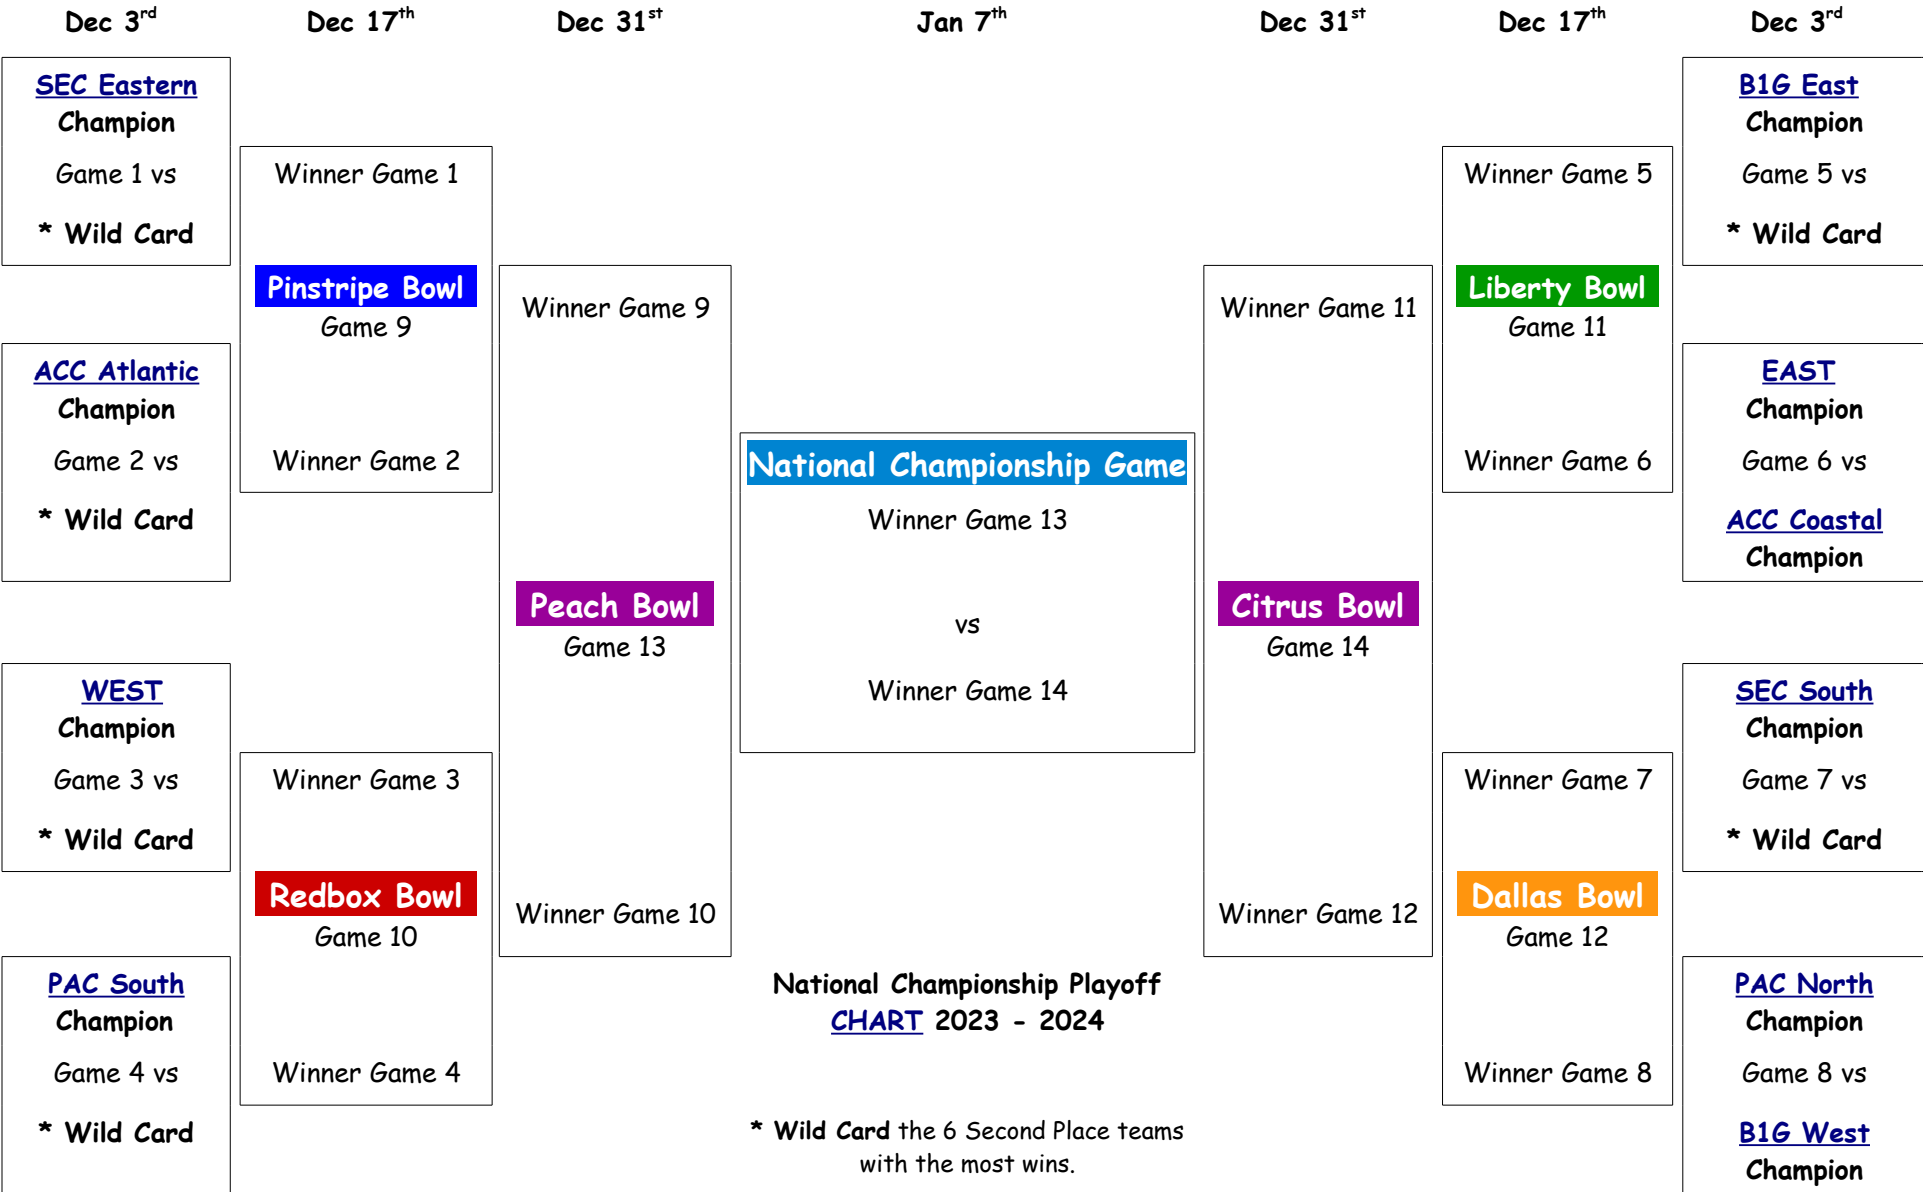 Dec 3rd Dec 17th Dec 31st Jan 7th Dec 31st Dec 17th Dec 3rd
SEC Eastern
Champion
Game 1 vs
* Wild Card
ACC Atlantic
Champion
Game 2 vs
* Wild Card
WEST
Champion
Game 3 vs
* Wild Card
PAC South
Champion
Game 4 vs
* Wild Card
Winner Game 1
Pinstripe Bowl
Game 9
Winner Game 2
Winner Game 3
Redbox Bowl
Game 10
Winner Game 4
Winner Game 9
Peach Bowl
Game 13
Winner Game 10
National Championship Game
Winner Game 13
vs
Winner Game 14
National Championship Playoff
CHART 2023 - 2024
* Wild Card the 6 Second Place teams
with the most wins.
Winner Game 11
Citrus Bowl
Game 14
Winner Game 12
Winner Game 5
Liberty Bowl
Game 11
Winner Game 6
Winner Game 7
Dallas Bowl
Game 12
Winner Game 8
B1G East
Champion
Game 5 vs
* Wild Card
EAST
Champion
Game 6 vs
ACC Coastal
Champion
SEC South
Champion
Game 7 vs
* Wild Card
PAC North
Champion
Game 8 vs
B1G West
Champion